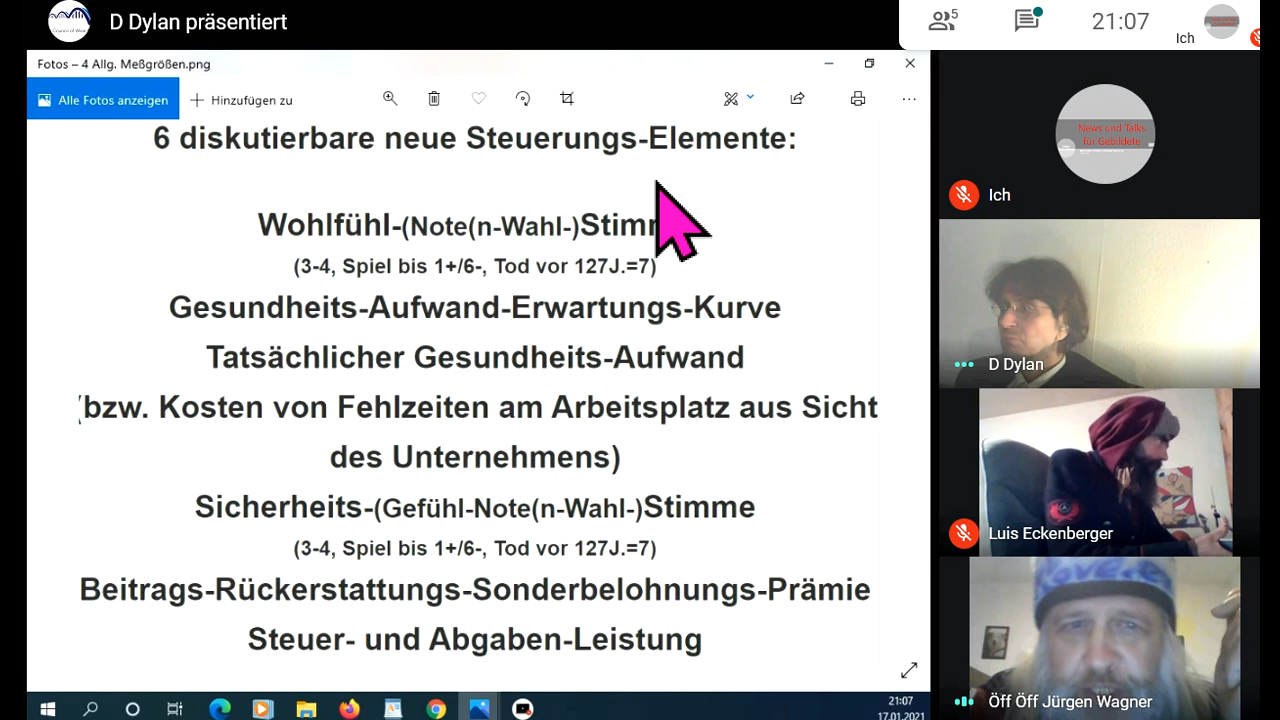 D Dylan präsentiert
5
21:07
Ich
Fotos – 4 Allg. Meßgrößen.png
Alle Fotos anzeigen
Hinzufügen zu
6 diskutierbare neue Steuerungs-Elemente:
Wohlfühl-(Note(n-Wahl-)Stim
(3-4, Spiel bis 1+/6-, Tod vor 127J.=7)
Gesundheits-Aufwand-Erwartungs-Kurve
Tatsächlicher Gesundheits-Aufwand
(bzw. Kosten von Fehlzeiten am Arbeitsplatz aus Sicht
des Unternehmens)
Sicherheits-(Gefühl-Note(n-Wahl-)Stimme
(3-4, Spiel bis 1+/6-, Tod vor 127J.=7)
Beitrags-Rückerstattungs-Sonderbelohnungs-Prämie
Steuer- und Abgaben-Leistung
21:07
17.01.2021
News und Talks
für Gebildete
Ich
D Dylan
Luis Eckenberger
Öff Öff Jürgen Wagner